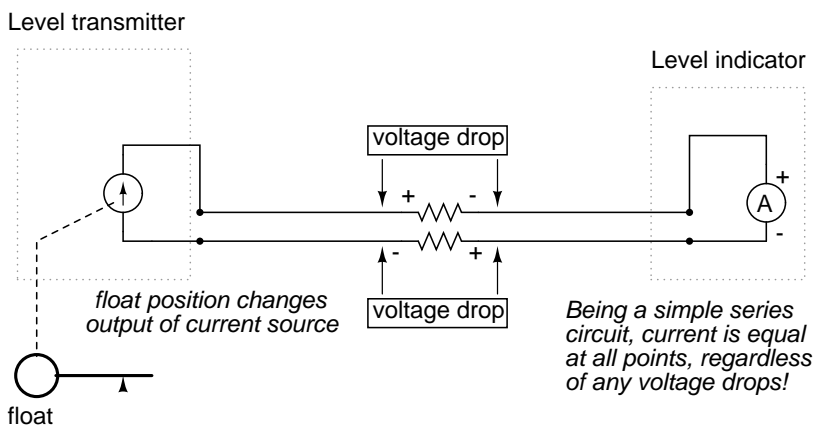 Level transmitter
Level indicator
voltage drop
+ -
+
A
-
- +
voltage drop
float position changes
output of current source
Being a simple series
circuit, current is equal
at all points, regardless
of any voltage drops!
float